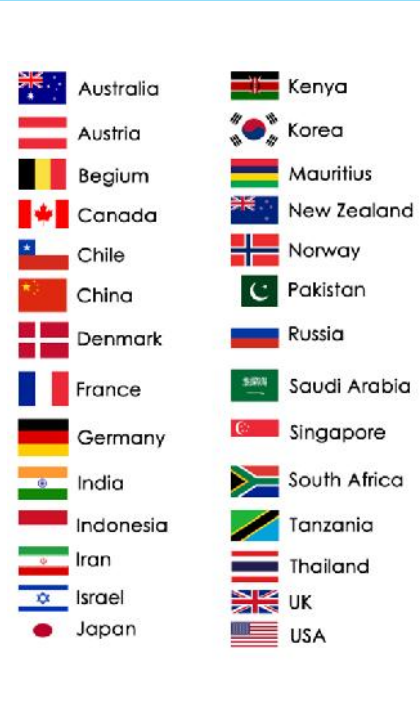 Australia
Austria
Begium
Canada
Chile
China
Denmark
France
Germany
India
Indonesia
Iran
Israel
Japan
Kenya
Korea
Mauritius
New Zealand
Norway
Pakistan
Russia
Saudi Arabia
Singapore
South Africa
Tanzania
Thailand
UK
USA